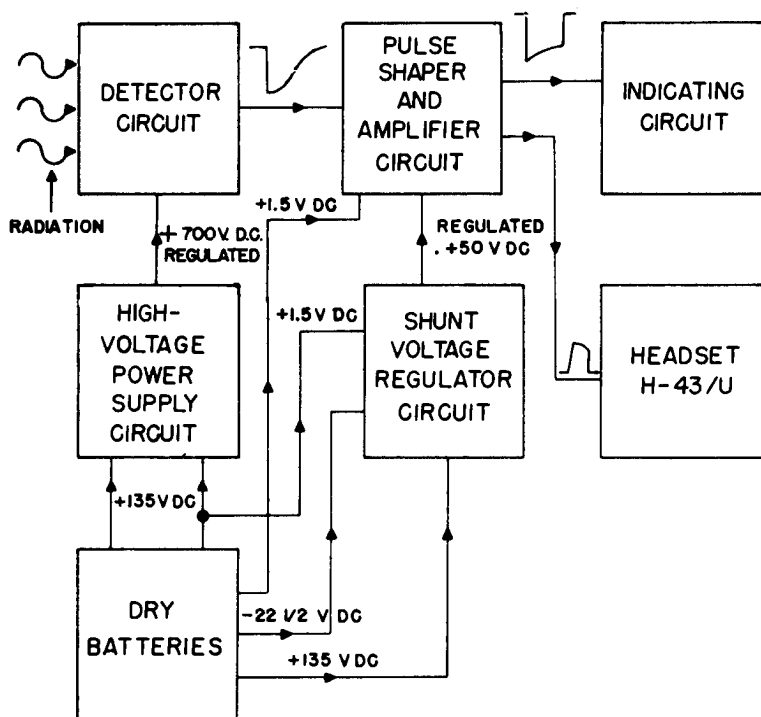 DETECTOR
CIRCUIT
PULSE
SHAPER
AND
AMPLIFIER
CIRCUIT
INDICATING
CIRCUIT
RADIATION
+ 700V. D.C.
REGULATED
+1.5 V DC
REGULATED
. +50 V DC
HIGH-
VOLTAGE
POWER
SUPPLY
CIRCUIT
+1.5V DC
SHUNT
VOLTAGE
REGULATOR
CIRCUIT
HEADSET
H-43/U
+135 V DC
DRY
BATTERIES
-22 1/2 V DC
+135 V DC